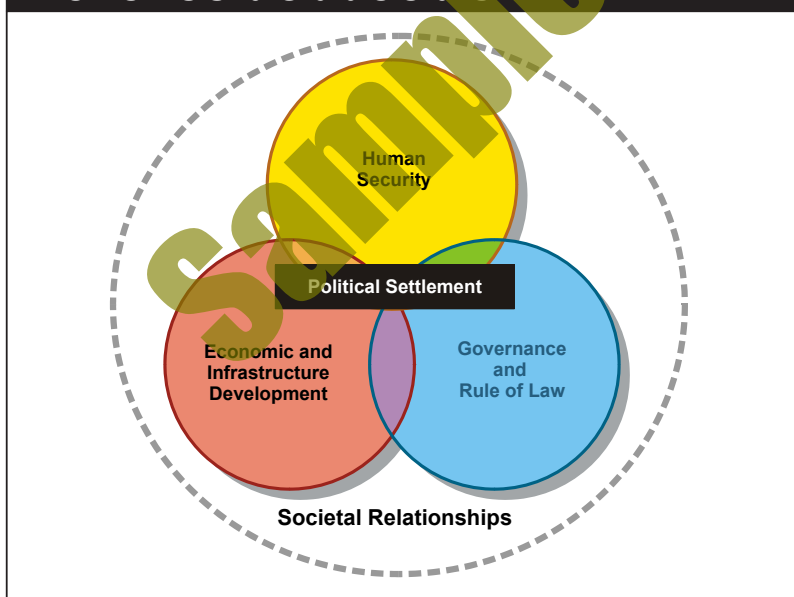 Sample
Human
Security
Political Settlement
Economic and
Infrastructure
Development
Governance
and
Rule of Law
Societal Relationships